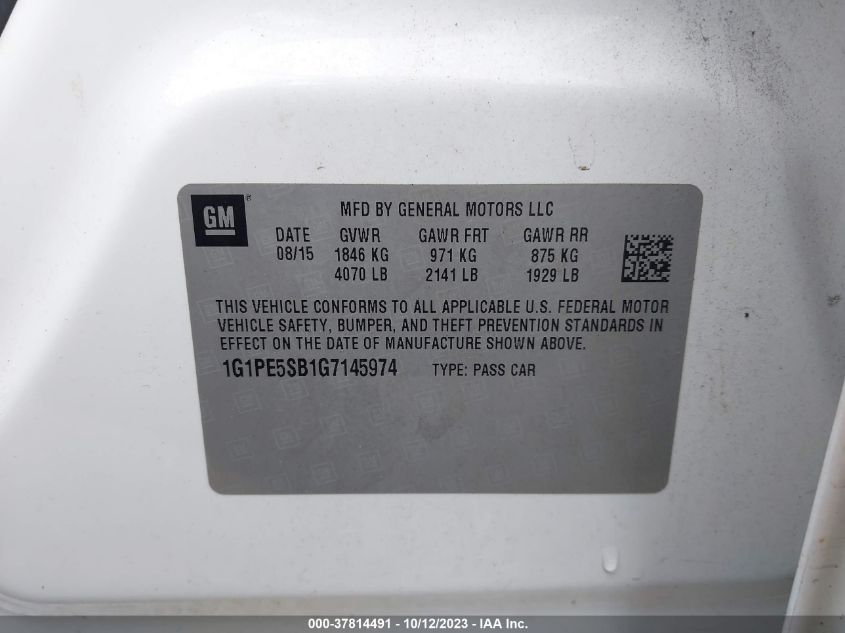 GM®
MFD BY GENERAL MOTORS LLC
DATE GVWR GAWR FRT GAWR RR
08/15 1846 KG 971 KG 875 KG
4070 LB 2141 LB 1929 LB
THIS VEHICLE CONFORMS TO ALL APPLICABLE U.S. FEDERAL MOTOR
VEHICLE SAFETY, BUMPER, AND THEFT PREVENTION STANDARDS IN
EFFECT ON THE DATE OF MANUFACTURE SHOWN ABOVE.
1G1PE5SB1G7145974 TYPE: PASS CAR
000-37814491 - 10/12/2023 - IAA Inc.